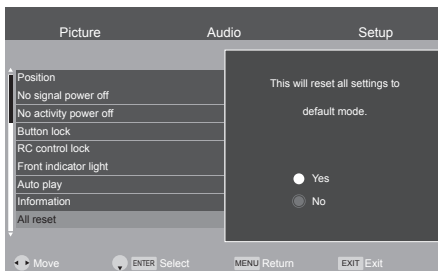 Picture Audio Setup
Position
No signal power off
No activity power off
Button lock
RC control lock
Front indicator light
Auto play
Information
All reset
This will reset all settings to
default mode.
Yes
No
Move ENTER Select MENU Return EXIT Exit